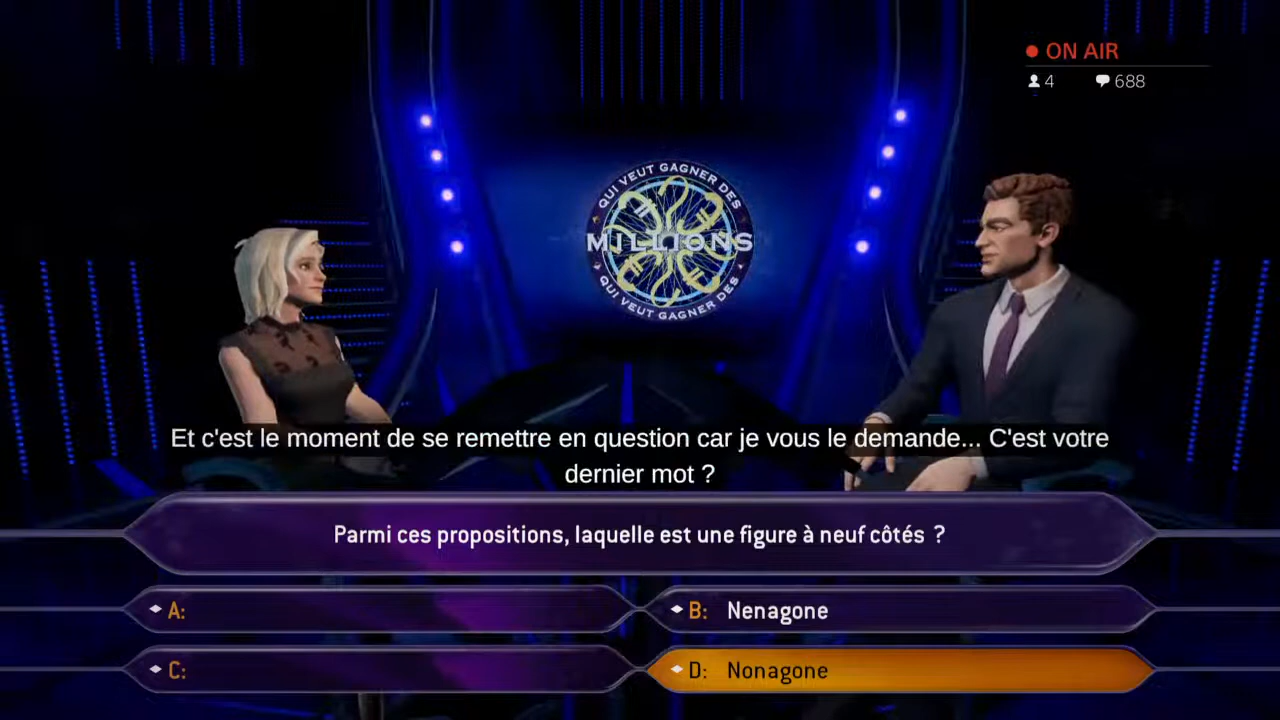 ON AIR
4 688
QUI VEUT GAGNER DES
MILLIONS
QUI VEUT GAGNER DES
Et c'est le moment de se remettre en question car je vous le demande... C'est votre
dernier mot ?
Parmi ces propositions, laquelle est une figure à neuf côtés ?
A:
B: Nenagone
C:
D: Nonagone